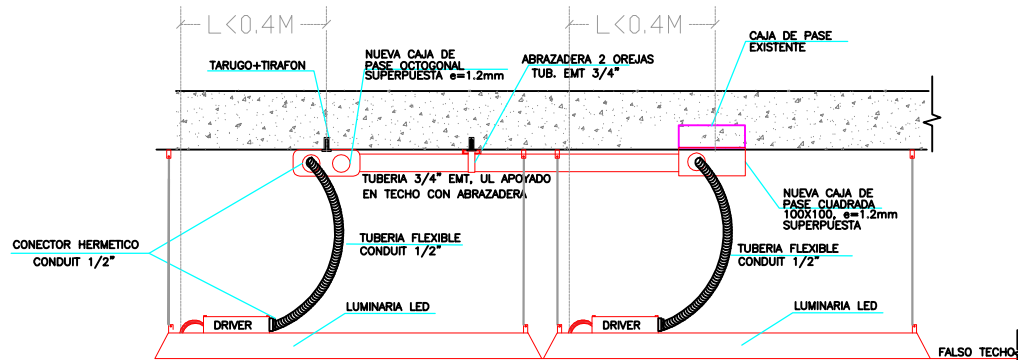 L<0,4M
L<0,4M
CAJA DE PASE
EXISTENTE
NUEVA CAJA DE
PASE OCTOGONAL
SUPERPUESTA e=1.2mm
TARUGO+TIRAFON
ABRAZADERA 2 OREJAS
TUB. EMT 3/4"
TUBERIA 3/4" EMT, UL APOYADO
EN TECHO CON ABRAZADERA
NUEVA CAJA DE
PASE CUADRADA
100X100, e=1.2mm
SUPERPUESTA
CONECTOR HERMETICO
CONDUIT 1/2"
TUBERIA FLEXIBLE
CONDUIT 1/2"
TUBERIA FLEXIBLE
CONDUIT 1/2"
LUMINARIA LED
LUMINARIA LED
DRIVER
DRIVER
FALSO TECHO